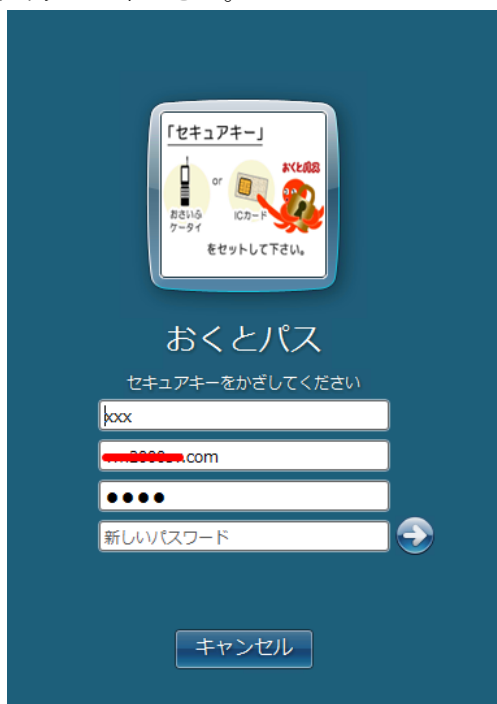 「セキュアキー」
or
おくとパス
おさいふ
ケータイ
ICカード
をセットして下さい。
おくとパス
セキュアキーをかざしてください
xxx
.com
●●●●
新しいパスワード
キャンセル